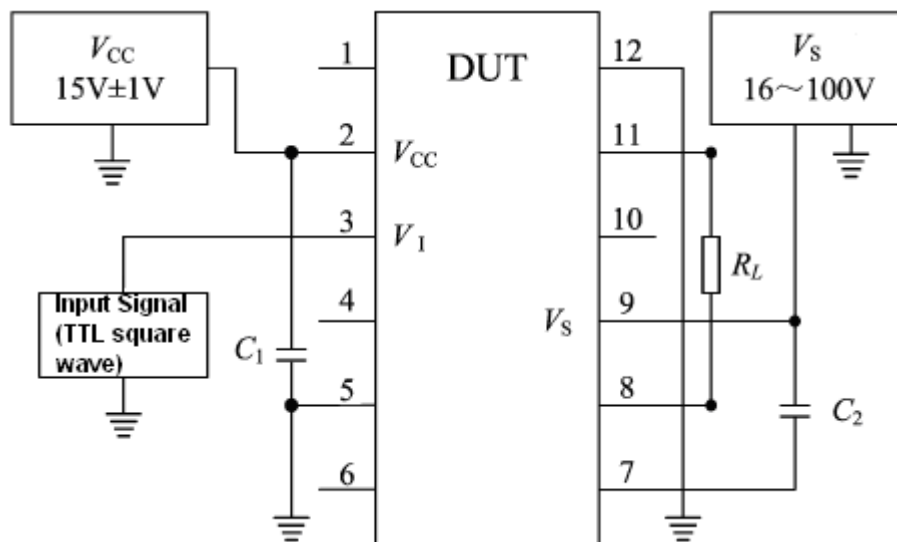 V_CC
15V±1V
DUT
V_S
16～100V
1
2
3
4
5
6
12
11
10
9
8
7
V_CC
V_I
V_S
Input Signal
(TTL square
wave)
C_1
R_L
C_2